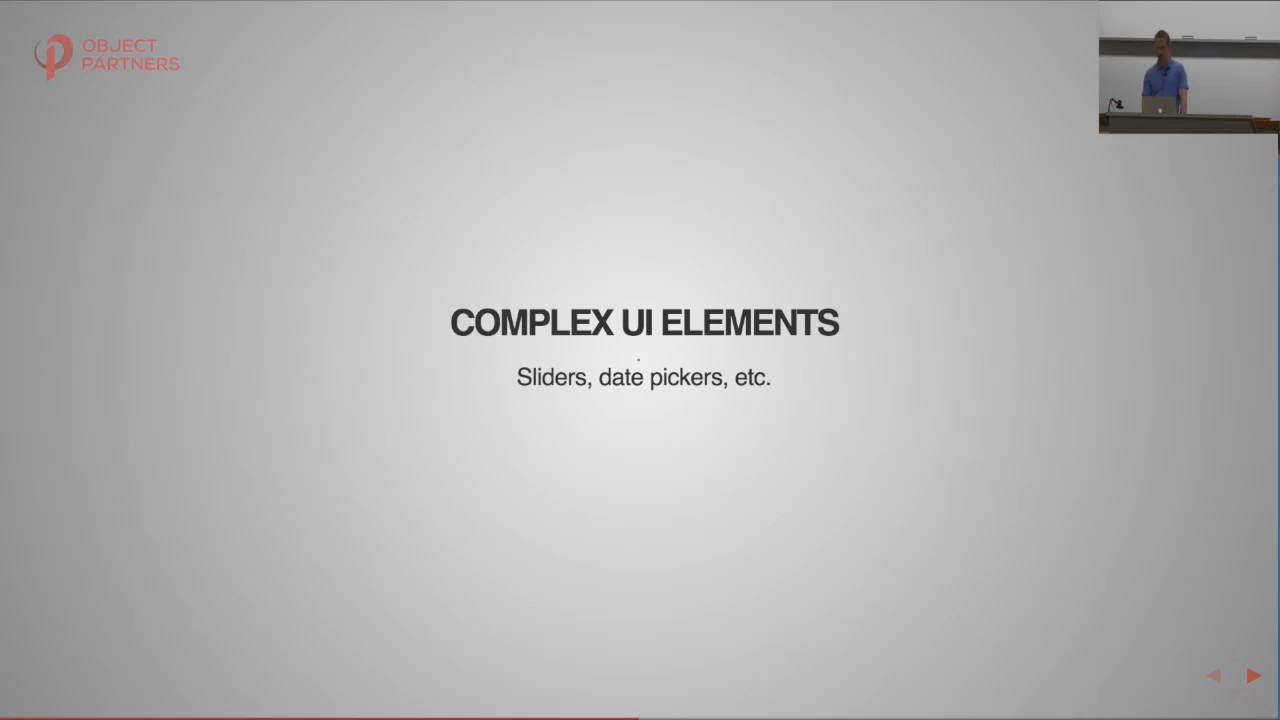 OBJECT
PARTNERS
COMPLEX UI ELEMENTS
Sliders, date pickers, etc.